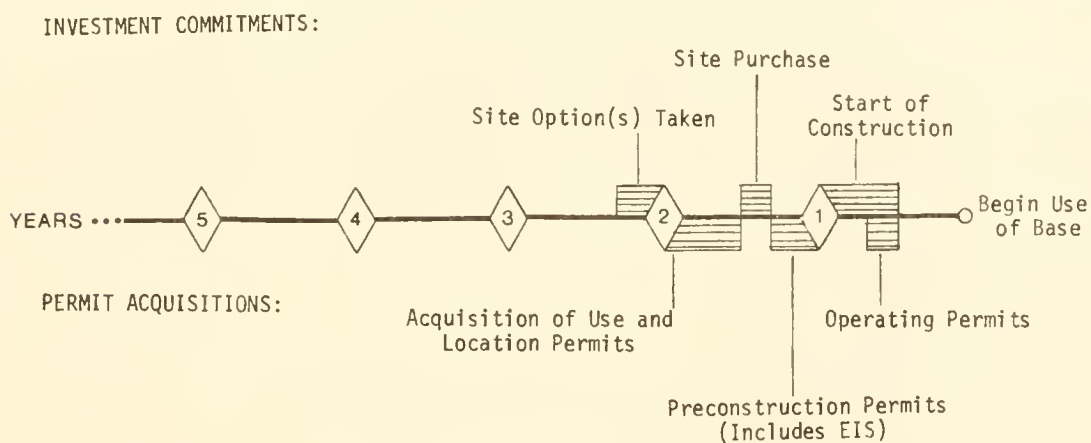 INVESTMENT COMMITMENTS:
Site Purchase
Site Option(s) Taken
Start of
Construction
YEARS ••• 5 4 3 2 1
Begin Use
of Base
PERMIT ACQUISITIONS:
Acquisition of Use and
Location Permits
Operating Permits
Preconstruction Permits
(Includes EIS)